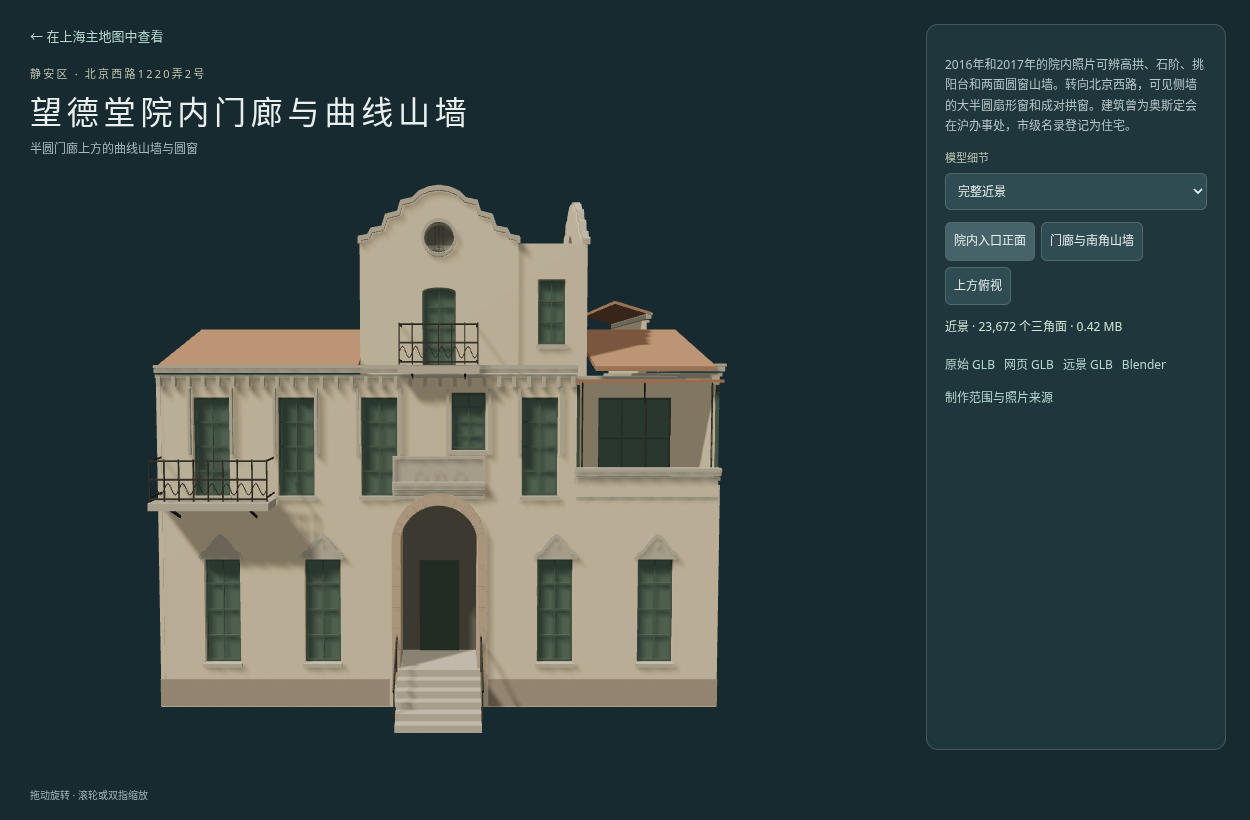 ← 在上海主地图中查看
静安区 · 北京西路1220弄2号
望德堂院内门廊与曲线山墙
半圆门廊上方的曲线山墙与圆窗
2016年和2017年的院内照片可辨高拱、石阶、挑
阳台和两面圆窗山墙。转向北京西路，可见侧墙
的大半圆扇形窗和成对拱窗。建筑曾为奥斯定会
在沪办事处，市级名录登记为住宅。
模型细节
完整近景
院内入口正面 门廊与南角山墙
上方俯视
近景 · 23,672 个三角面 · 0.42 MB
原始 GLB 网页 GLB 远景 GLB Blender
制作范围与照片来源
拖动旋转 · 滚轮或双指缩放